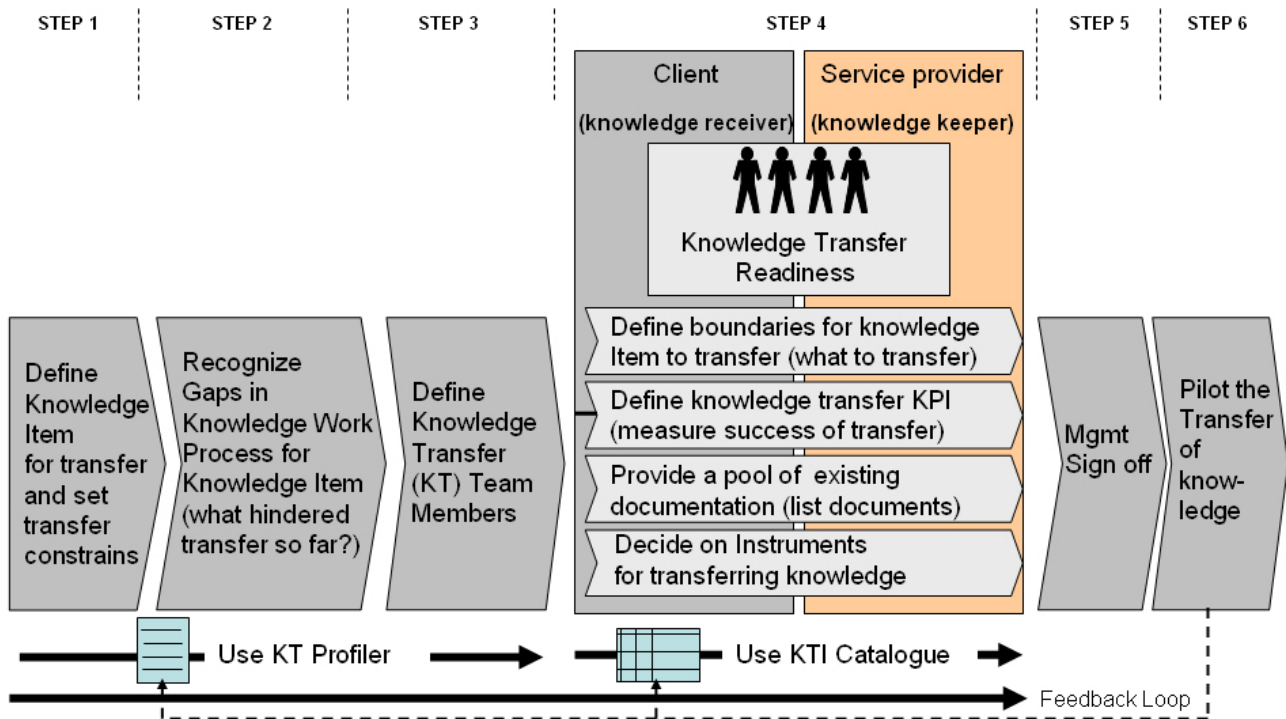 STEP 1
STEP 2
STEP 3
STEP 4
STEP 5
STEP 6
Client
(knowledge receiver)
Service provider
(knowledge keeper)
Knowledge Transfer
Readiness
Define
Knowledge
Item
for transfer
and set
transfer
constrains
Recognize
Gaps in
Knowledge Work
Process for
Knowledge Item
(what hindered
transfer so far?)
Define
Knowledge
Transfer
(KT) Team
Members
Define boundaries for knowledge
Item to transfer (what to transfer)
Define knowledge transfer KPI
(measure success of transfer)
Provide a pool of existing
documentation (list documents)
Decide on Instruments
for transferring knowledge
Mgmt
Sign off
Pilot the
Transfer
of
know-
ledge
Use KT Profiler
Use KTI Catalogue
Feedback Loop